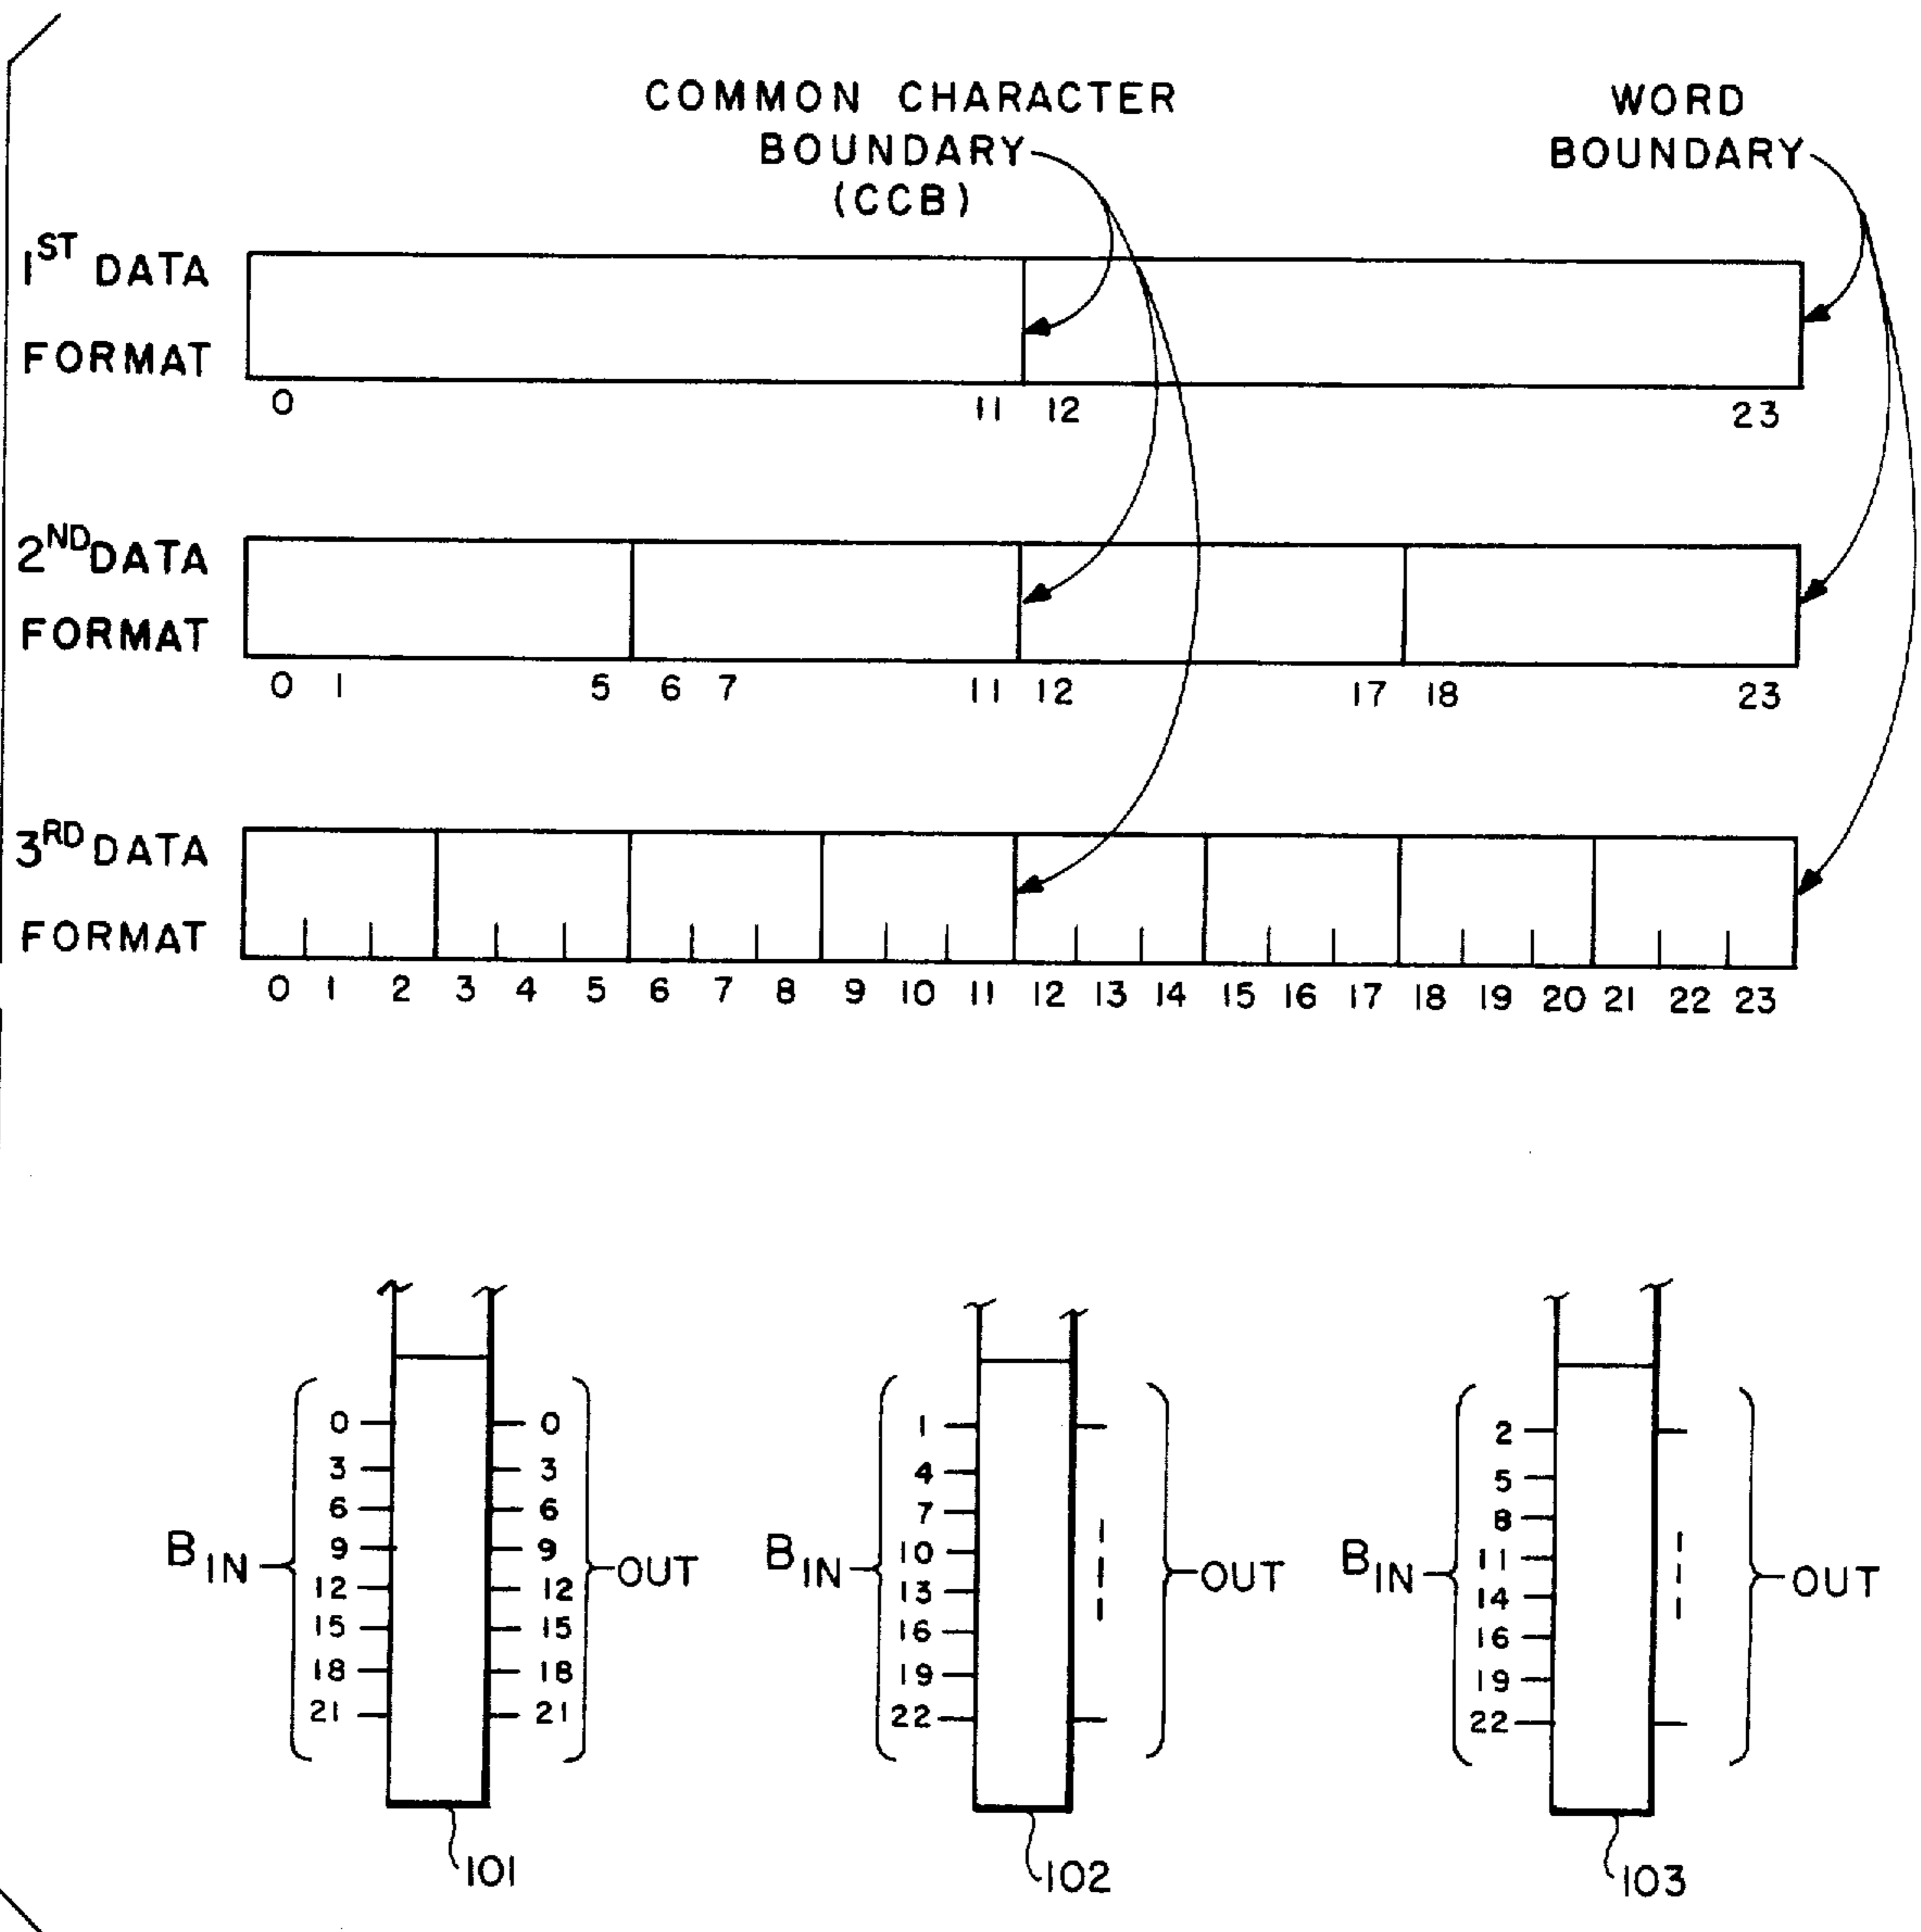 COMMON CHARACTER
BOUNDARY
(CCB)
WORD
BOUNDARY
1ST DATA
FORMAT
0 11 12 23
2ND DATA
FORMAT
0 1 5 6 7 11 12 17 18 23
3RD DATA
FORMAT
0 1 2 3 4 5 6 7 8 9 10 11 12 13 14 15 16 17 18 19 20 21 22 23
BIN
0
3
6
9
12
15
18
21
0
3
6
9
12
15
18
21
OUT
101
BIN
1
4
7
10
13
16
19
22
OUT
102
BIN
2
5
8
11
14
16
19
22
OUT
103